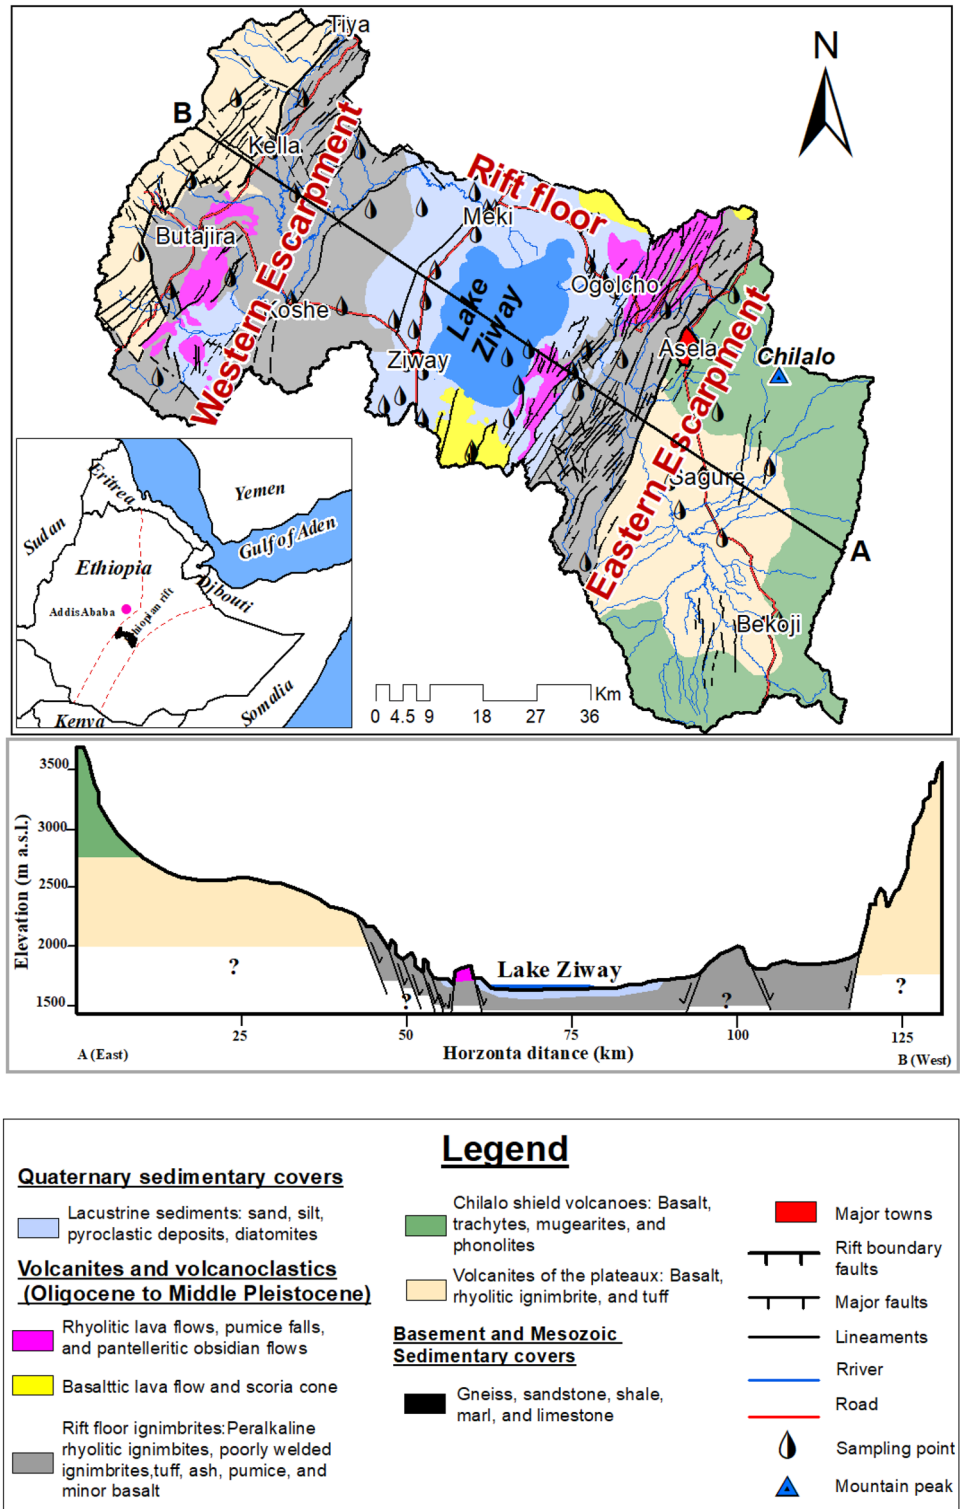 Tiya
N
B
Kella
Western Escarpment
Rift floor
Meki
Butajira
Ogolcho
Lake
Ziway
Koshe
Asela
Chilalo
Ziway
Eastern Escarpment
Sagure
A
Bekoji
Eritrea
Yemen
Sudan
Gulf of Aden
Ethiopia
Djibouti
Addis Ababa
Ethiopian rift
Somalia
Kenya
Km
0 4.5 9 18 27 36
Elevation (m a.s.l.)
3500
3000
2500
2000
1500
?
?
Lake Ziway
?
?
25 50 75 100 125
A (East)
Horzonta ditance (km)
B (West)
Legend
Quaternary sedimentary covers
Lacustrine sediments: sand, silt,
pyroclastic deposits, diatomites
Volcanites and volcanoclastics
(Oligocene to Middle Pleistocene)
Rhyolitic lava flows, pumice falls,
and pantelleritic obsidian flows
Basalttic lava flow and scoria cone
Rift floor ignimbrites:Peralkaline
rhyolitic ignimbites, poorly welded
ignimbrites,tuff, ash, pumice, and
minor basalt
Chilalo shield volcanoes: Basalt,
trachytes, mugearites, and
phonolites
Volcanites of the plateaux: Basalt,
rhyolitic ignimbrite, and tuff
Basement and Mesozoic
Sedimentary covers
Gneiss, sandstone, shale,
marl, and limestone
Major towns
Rift boundary
faults
Major faults
Lineaments
Rriver
Road
Sampling point
Mountain peak